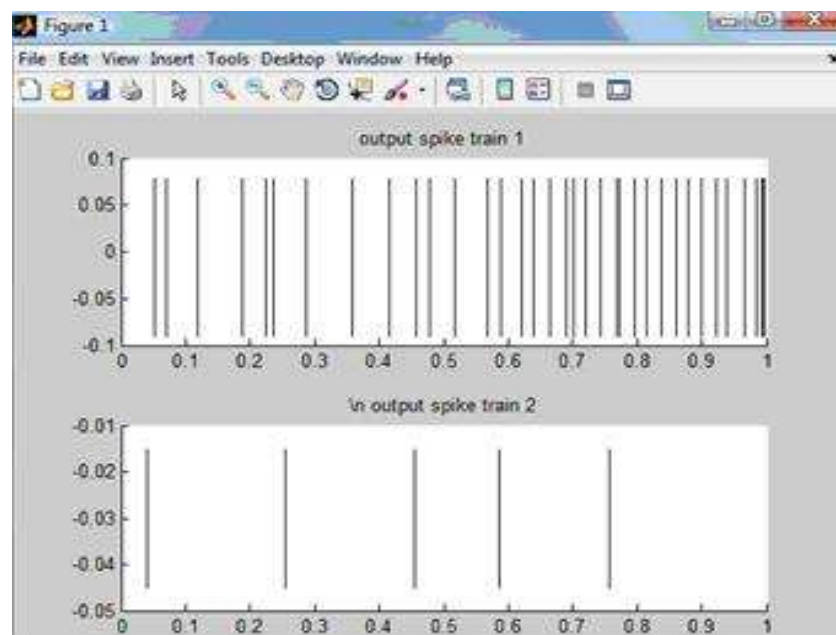 Figure 1
File Edit View Insert Tools Desktop Window Help
output spike train 1
0.1
0.05
0
-0.05
-0.1
0 0.1 0.2 0.3 0.4 0.5 0.6 0.7 0.8 0.9 1
\n output spike train 2
-0.01
-0.02
-0.03
-0.04
-0.05
0 0.1 0.2 0.3 0.4 0.5 0.6 0.7 0.8 0.9 1